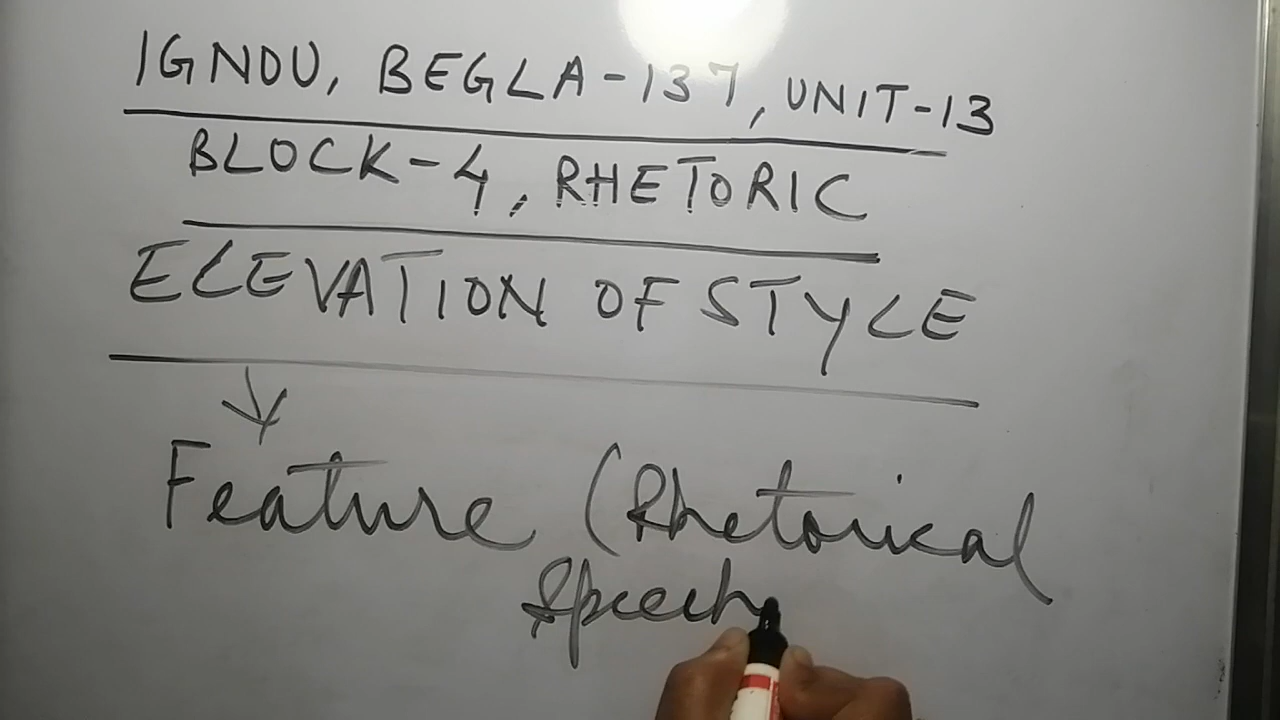 IGNOU, BEGLA-137, UNIT-13
BLOCK-4, RHETORIC
ELEVATION OF STYLE
Feature (Rhetorical
Speech